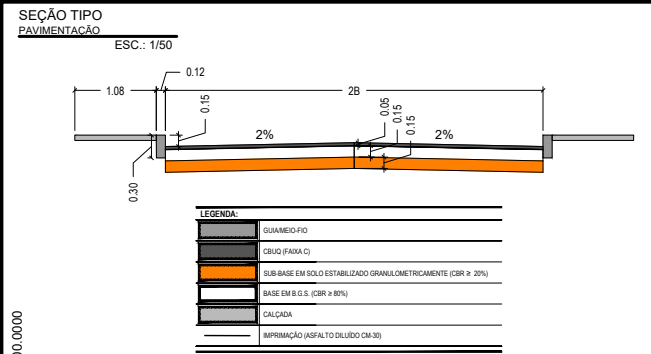 SEÇÃO TIPO
PAVIMENTAÇÃO
ESC.: 1/50
0.12
1.08
2B
0.15
0.05
0.15
0.15
2%
2%
0.30
LEGENDA:
GUIA/MEIO-FIO
CBUQ (FAIXA C)
SUB-BASE EM SOLO ESTABILIZADO GRANULOMETRICAMENTE (CBR ≥ 20%)
BASE EM B.G.S. (CBR ≥ 80%)
CALÇADA
IMPRIMAÇÃO (ASFALTO DILUÍDO CM-30)
00.0000